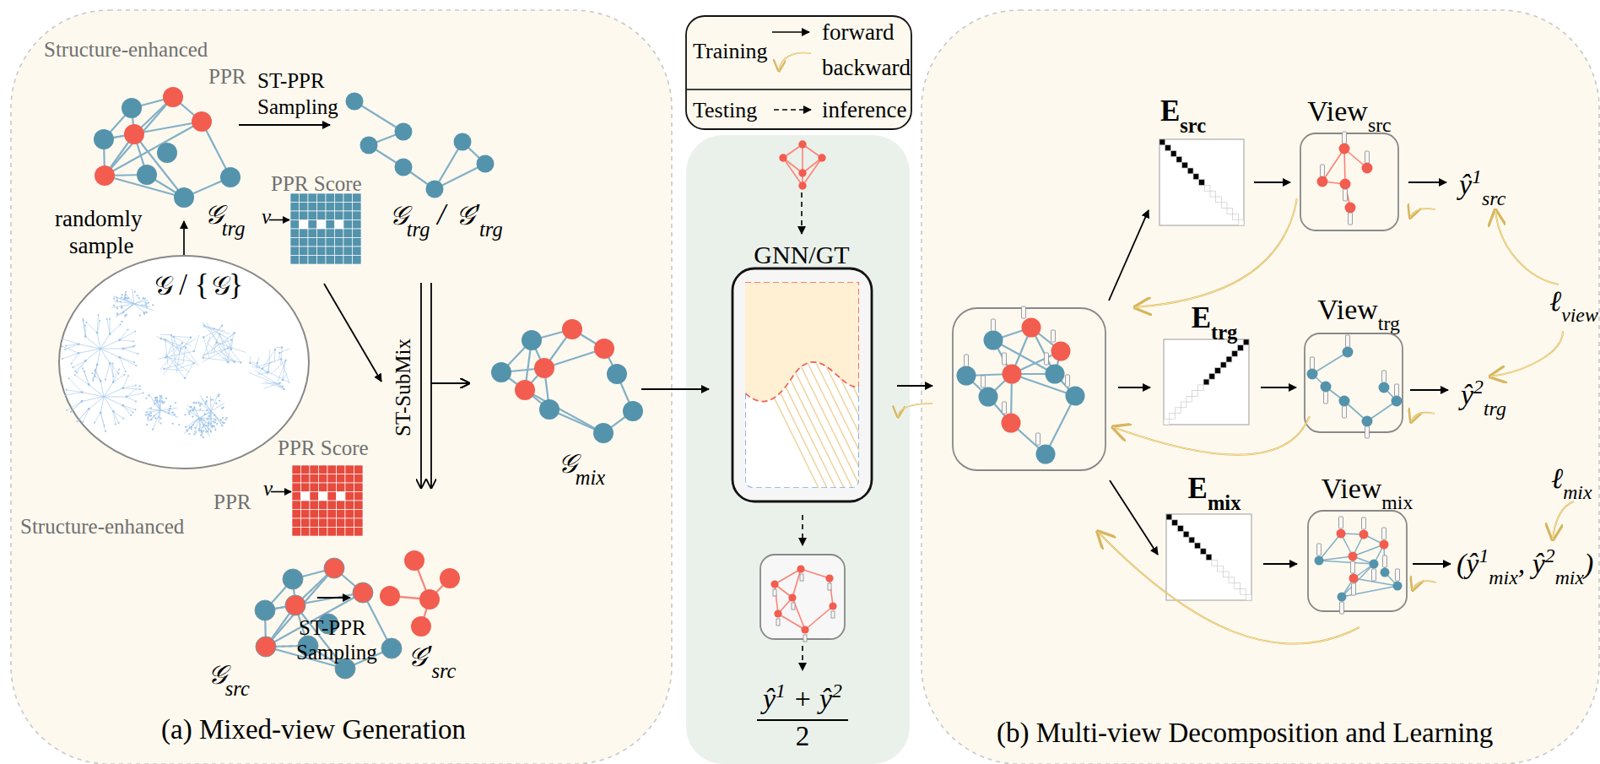 Structure-enhanced
PPR
ST-PPR
Sampling
PPR Score
randomly
sample
𝒢trg
v
𝒢trg / 𝒢′trg
𝒢 / {𝒢}
ST-SubMix
𝒢mix
PPR Score
PPR
v
Structure-enhanced
ST-PPR
Sampling
𝒢src
𝒢′src
(a) Mixed-view Generation
Training
forward
backward
Testing
inference
GNN/GT
ŷ¹ + ŷ²
2
Esrc
Viewsrc
ŷ¹src
ℓview
Etrg
Viewtrg
ŷ²trg
Emix
Viewmix
ℓmix
(ŷ¹mix, ŷ²mix)
(b) Multi-view Decomposition and Learning